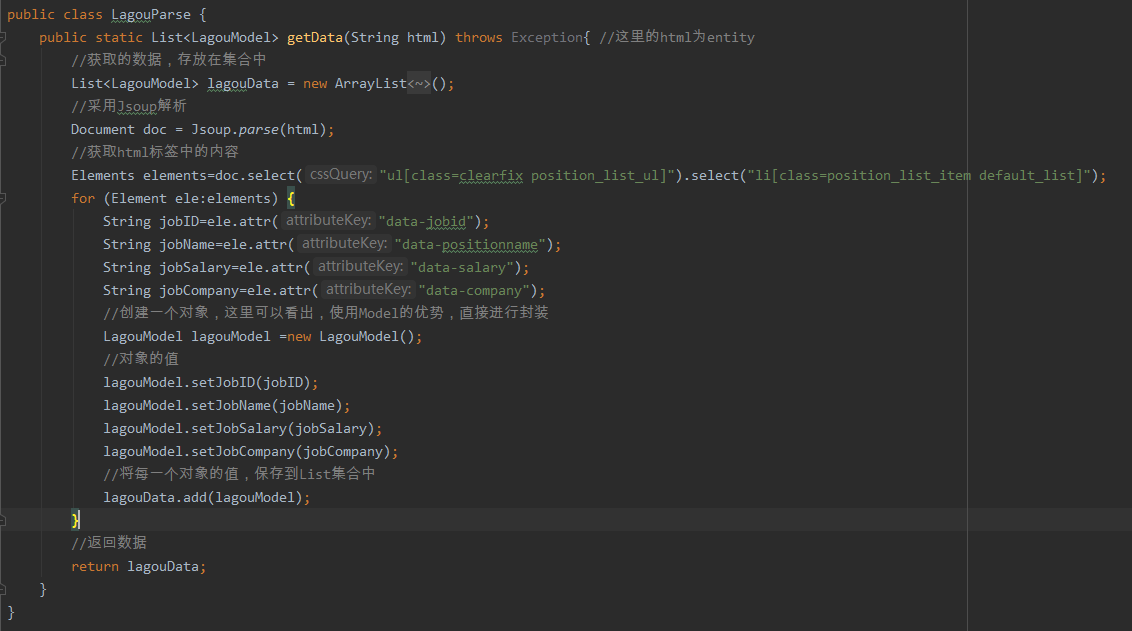 public class LagouParse {
public static List<LagouModel> getData(String html) throws Exception{ //这里的html为entity
//获取的数据，存放在集合中
List<LagouModel> lagouData = new ArrayList<~>();
//采用Jsoup解析
Document doc = Jsoup.parse(html);
//获取html标签中的内容
Elements elements=doc.select( cssQuery: "ul[class=clearfix position_list_ul]").select("li[class=position_list_item default_list]");
for (Element ele:elements) {
String jobID=ele.attr( attributeKey: "data-jobid");
String jobName=ele.attr( attributeKey: "data-positionname");
String jobSalary=ele.attr( attributeKey: "data-salary");
String jobCompany=ele.attr( attributeKey: "data-company");
//创建一个对象，这里可以看出，使用Model的优势，直接进行封装
LagouModel lagouModel =new LagouModel();
//对象的值
lagouModel.setJobID(jobID);
lagouModel.setJobName(jobName);
lagouModel.setJobSalary(jobSalary);
lagouModel.setJobCompany(jobCompany);
//将每一个对象的值，保存到List集合中
lagouData.add(lagouModel);
}
//返回数据
return lagouData;
}
}